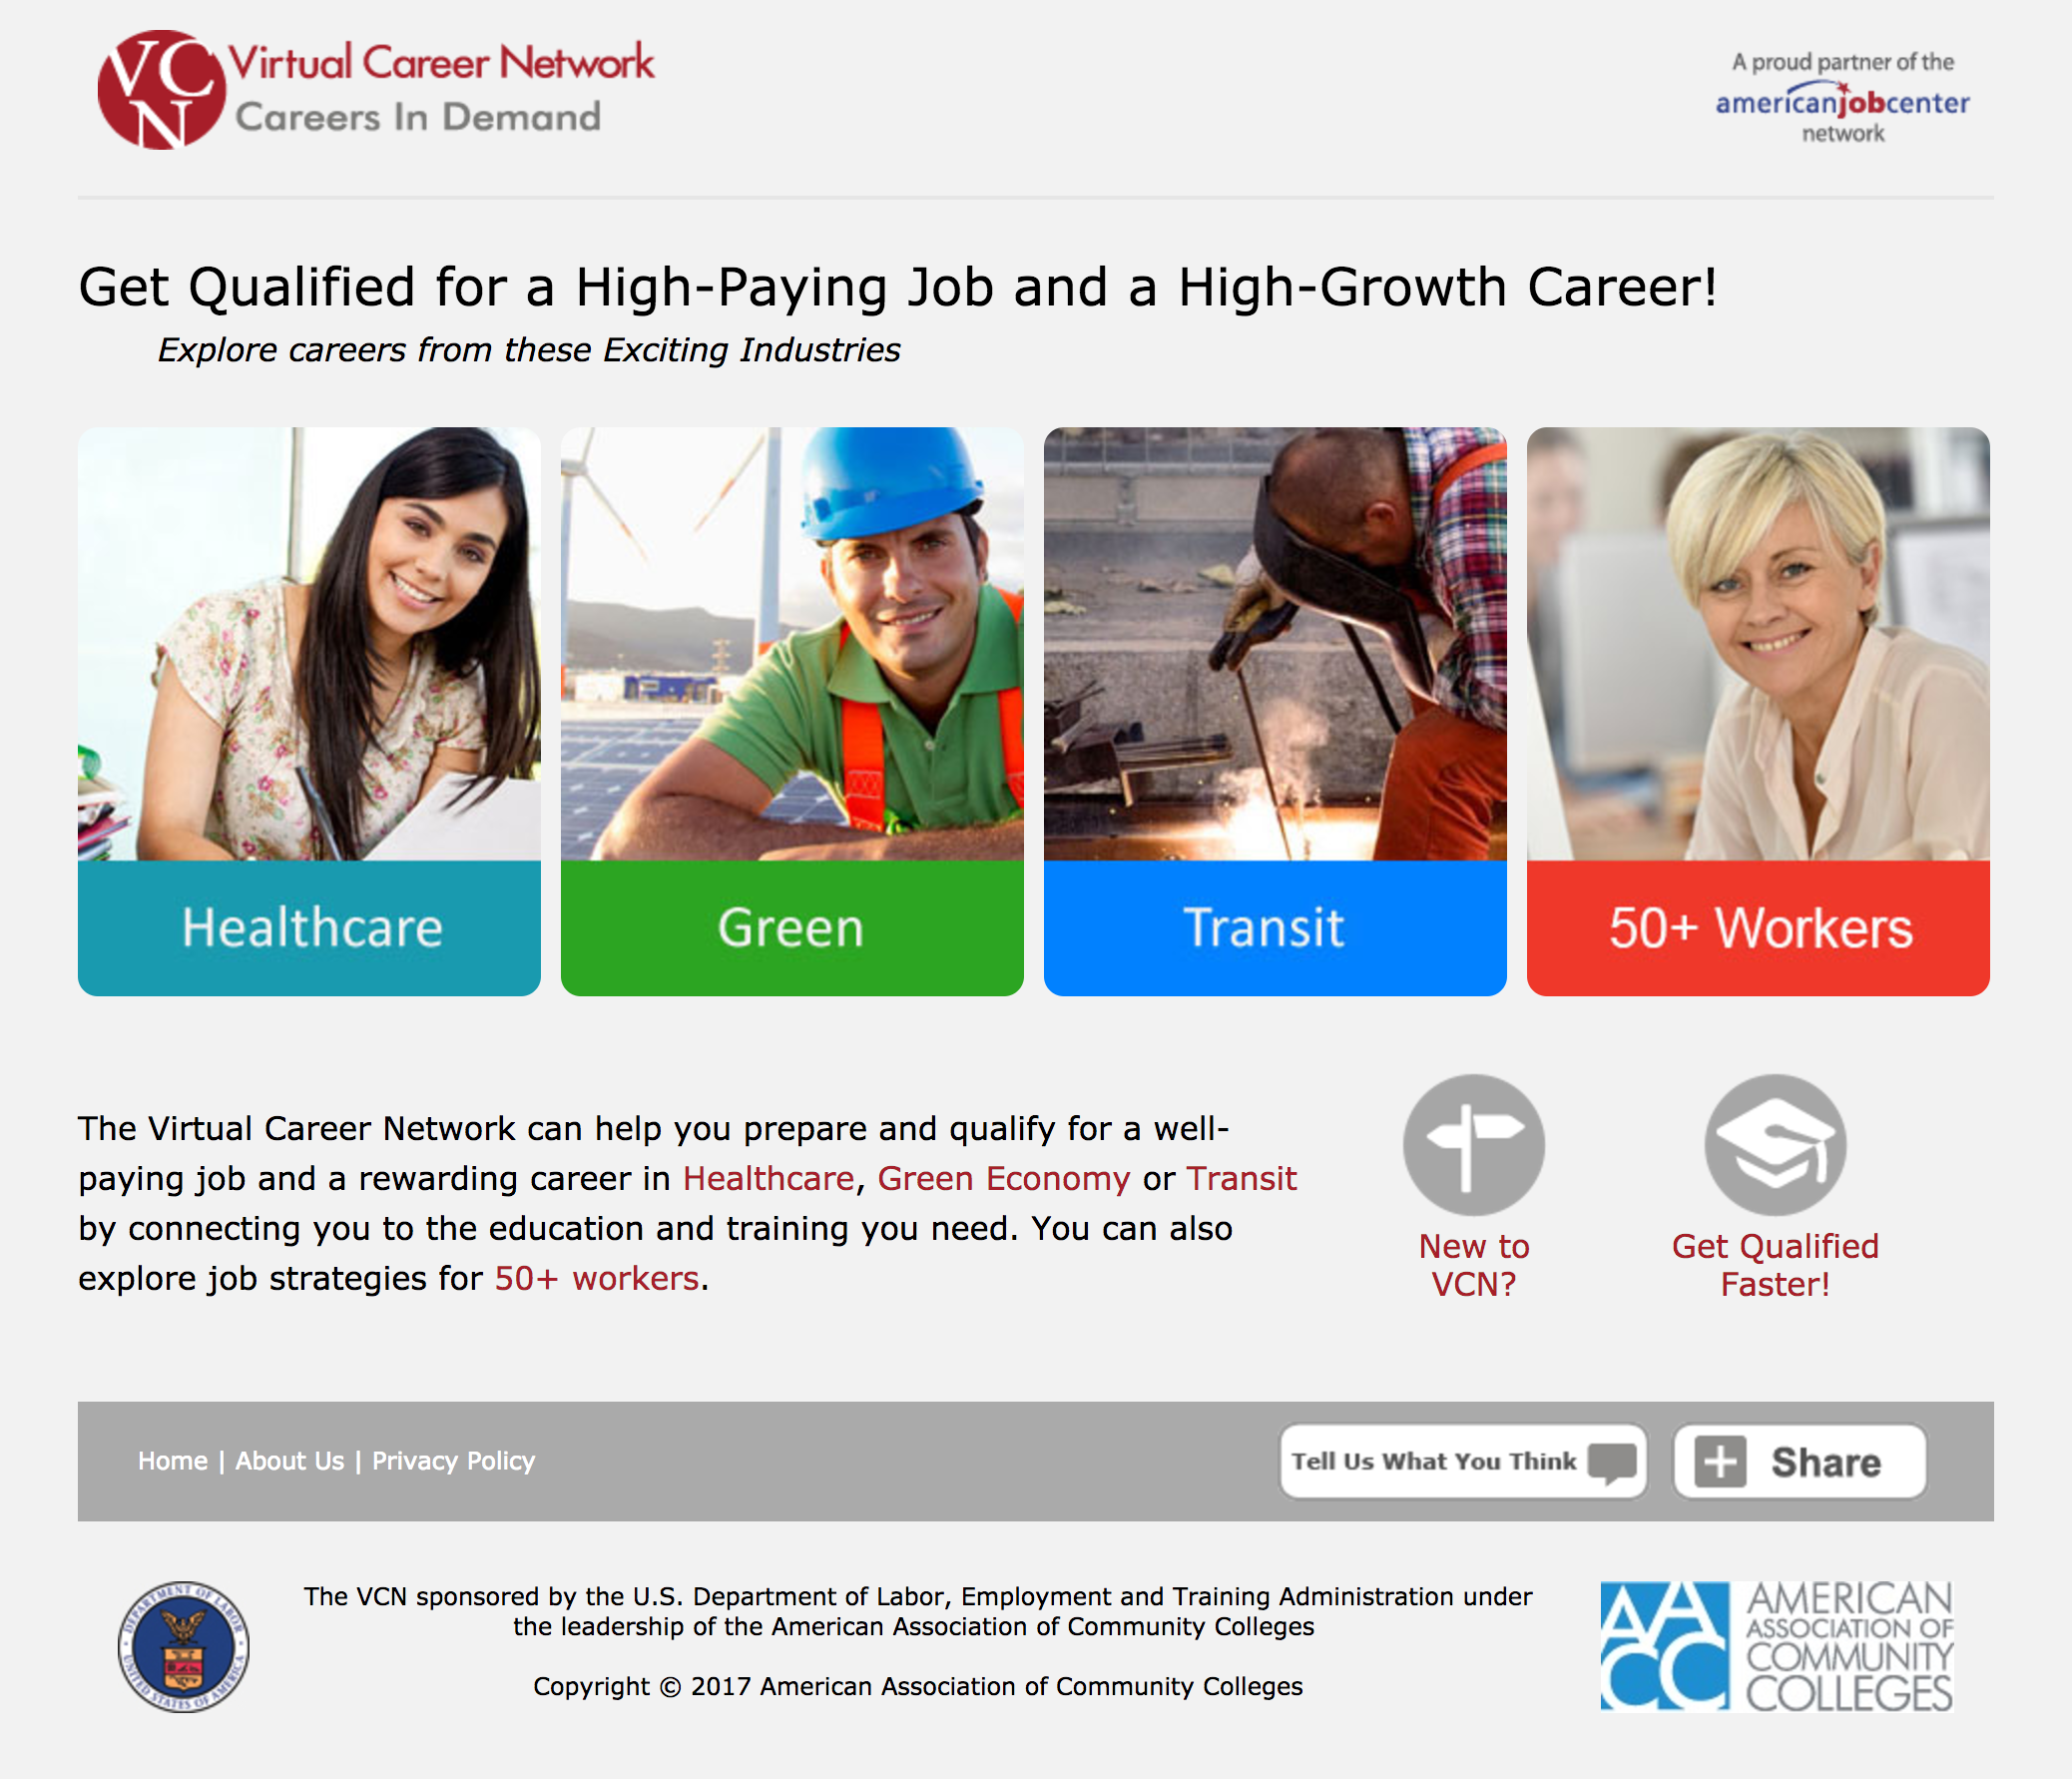 VCN Virtual Career Network
Careers In Demand
A proud partner of the
americanjobcenter
network
Get Qualified for a High-Paying Job and a High-Growth Career!
Explore careers from these Exciting Industries
Healthcare
Green
Transit
50+ Workers
The Virtual Career Network can help you prepare and qualify for a well-
paying job and a rewarding career in Healthcare, Green Economy or Transit
by connecting you to the education and training you need. You can also
explore job strategies for 50+ workers.
New to
VCN?
Get Qualified
Faster!
Home | About Us | Privacy Policy
Tell Us What You Think
Share
DEPARTMENT OF LABOR
UNITED STATES OF AMERICA
The VCN sponsored by the U.S. Department of Labor, Employment and Training Administration under
the leadership of the American Association of Community Colleges
Copyright © 2017 American Association of Community Colleges
AACC
AMERICAN
ASSOCIATION OF
COMMUNITY
COLLEGES